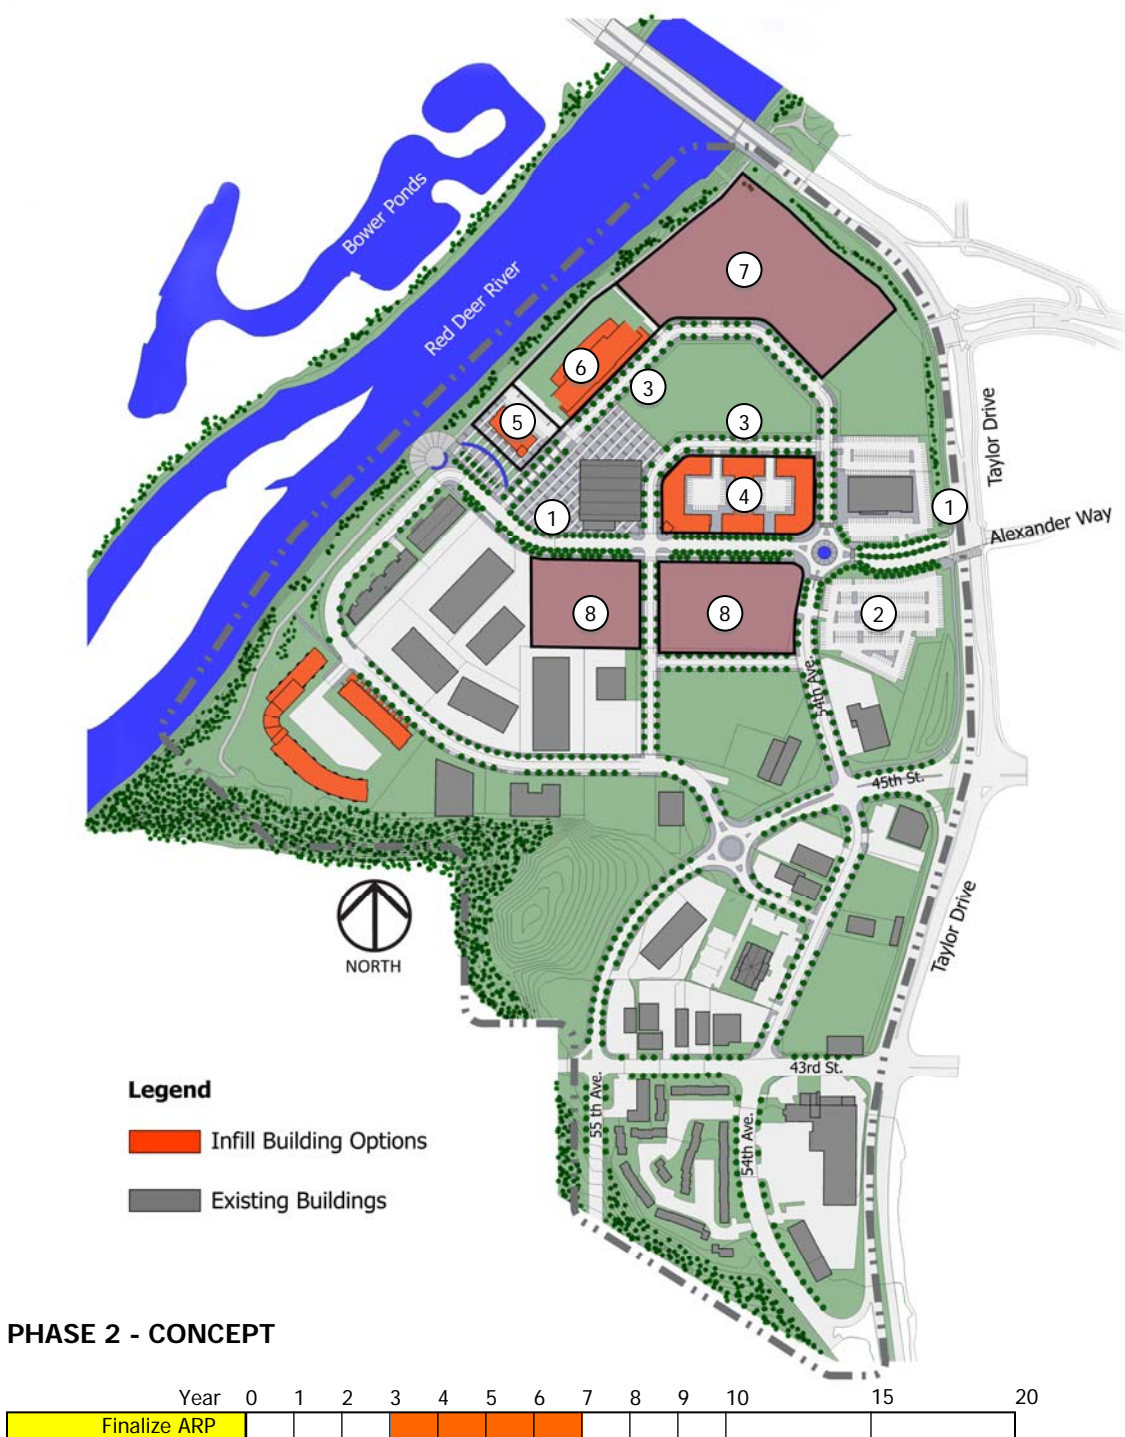 Bower Ponds
Red Deer River
7
6
3
5
3
4
1
1
Taylor Drive
Alexander Way
8
8
2
54th Ave.
45th St.
Taylor Drive
NORTH
43rd St.
55 th Ave.
54th Ave.
Legend
Infill Building Options
Existing Buildings
PHASE 2 - CONCEPT
Year 0 1 2 3 4 5 6 7 8 9 10 15 20
Finalize ARP